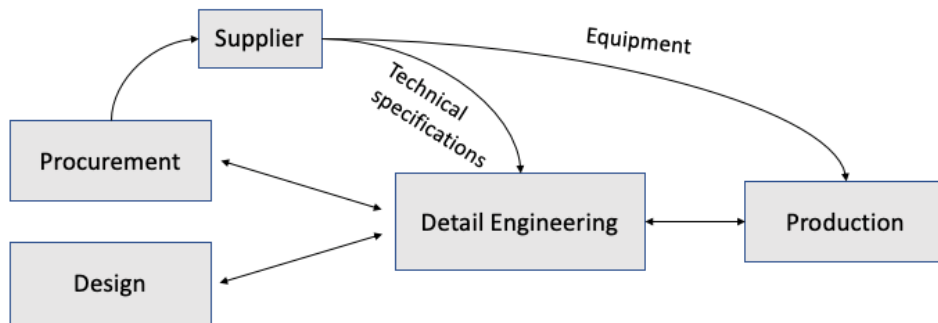 Supplier
Equipment
Technical
specifications
Procurement
Detail Engineering
Production
Design